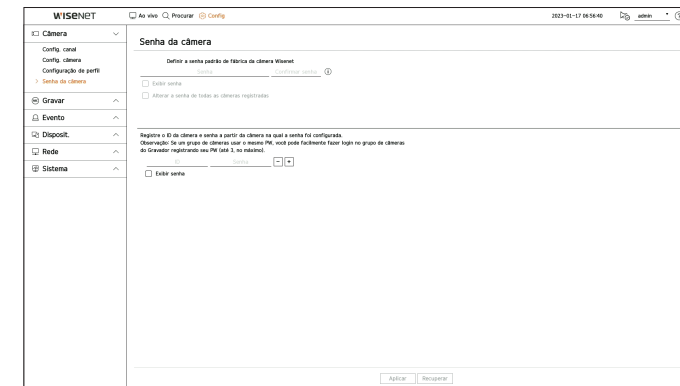 WISENET
Ao vivo Procurar Config 2023-01-17 06:56:40 admin
Câmera
Config. canal
Config. câmera
Configuração de perfil
Senha da câmera
Gravar
Evento
Disposit.
Rede
Sistema
Senha da câmera
Definir a senha padrão de fábrica da câmera Wisenet
Senha Confirmar senha
Exibir senha
Alterar a senha de todas as câmeras registradas
Registre o ID da câmera e senha a partir da câmera na qual a senha foi configurada.
Observação: Se um grupo de câmeras usar o mesmo PW, você pode facilmente fazer login no grupo de câmeras
do Gravador registrando seu PW (até 3, no máximo).
ID Senha
Exibir senha
Aplicar Recuperar